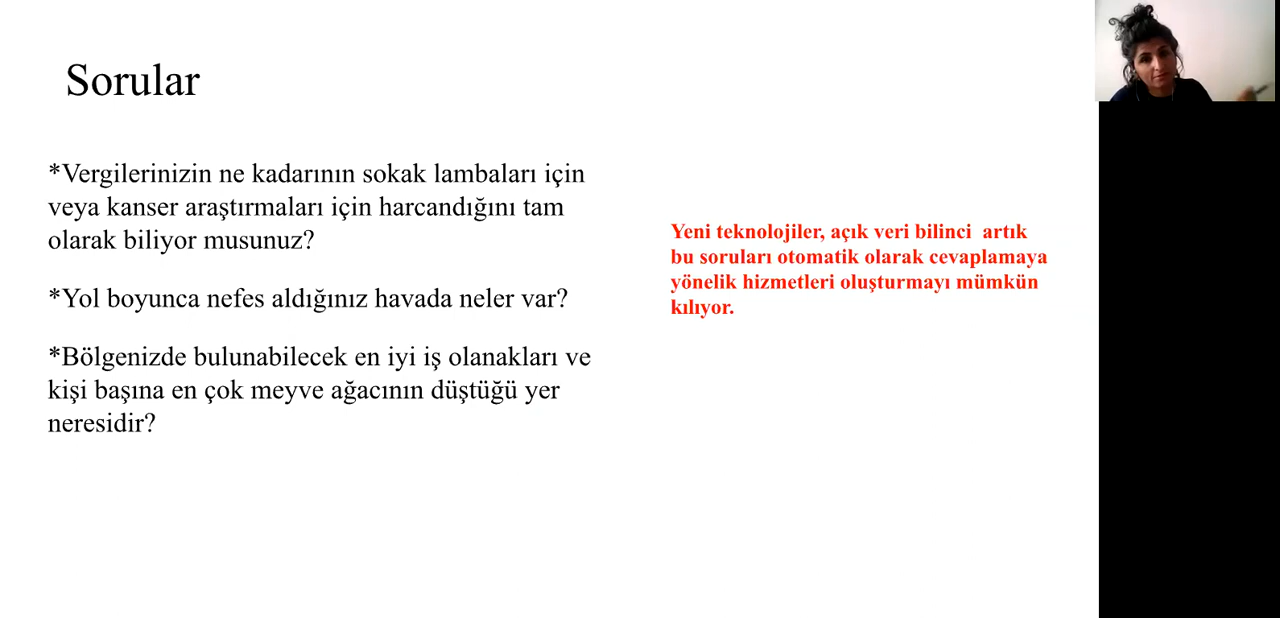 Sorular
*Vergilerinizin ne kadarının sokak lambaları için
veya kanser araştırmaları için harcandığını tam
olarak biliyor musunuz?
*Yol boyunca nefes aldığınız havada neler var?
*Bölgenizde bulunabilecek en iyi iş olanakları ve
kişi başına en çok meyve ağacının düştüğü yer
neresidir?
Yeni teknolojiler, açık veri bilinci  artık
bu soruları otomatik olarak cevaplamaya
yönelik hizmetleri oluşturmayı mümkün
kılıyor.